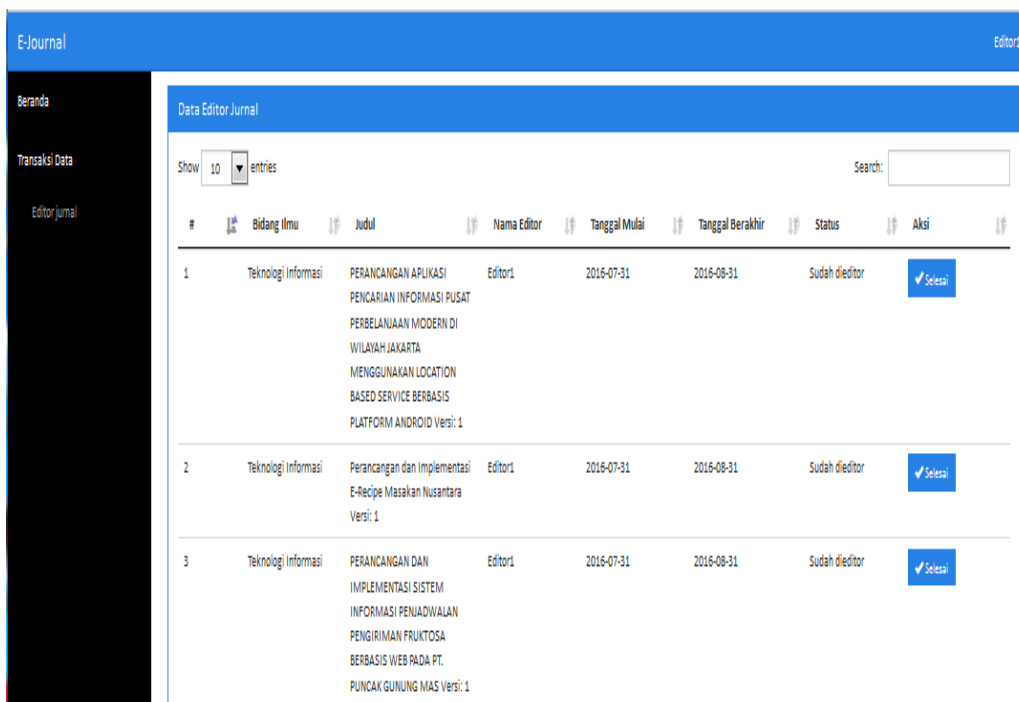 E-Journal
Editor1
Beranda
Transaksi Data
Editor jurnal
Data Editor Jurnal
Show 10 entries
Search:
# Bidang Ilmu Judul Nama Editor Tanggal Mulai Tanggal Berakhir Status Aksi
1 Teknologi Informasi PERANCANGAN APLIKASI Editor1 2016-07-31 2016-08-31 Sudah dieditor Selesai
PENCARIAN INFORMASI PUSAT
PERBELANJAAN MODERN DI
WILAYAH JAKARTA
MENGGUNAKAN LOCATION
BASED SERVICE BERBASIS
PLATFORM ANDROID Versi: 1
2 Teknologi Informasi Perancangan dan Implementasi Editor1 2016-07-31 2016-08-31 Sudah dieditor Selesai
E-Recipe Masakan Nusantara
Versi: 1
3 Teknologi Informasi PERANCANGAN DAN Editor1 2016-07-31 2016-08-31 Sudah dieditor Selesai
IMPLEMENTASI SISTEM
INFORMASI PENJADWALAN
PENGIRIMAN FRUKTOSA
BERBASIS WEB PADA PT.
PUNCAK GUNUNG MAS Versi: 1